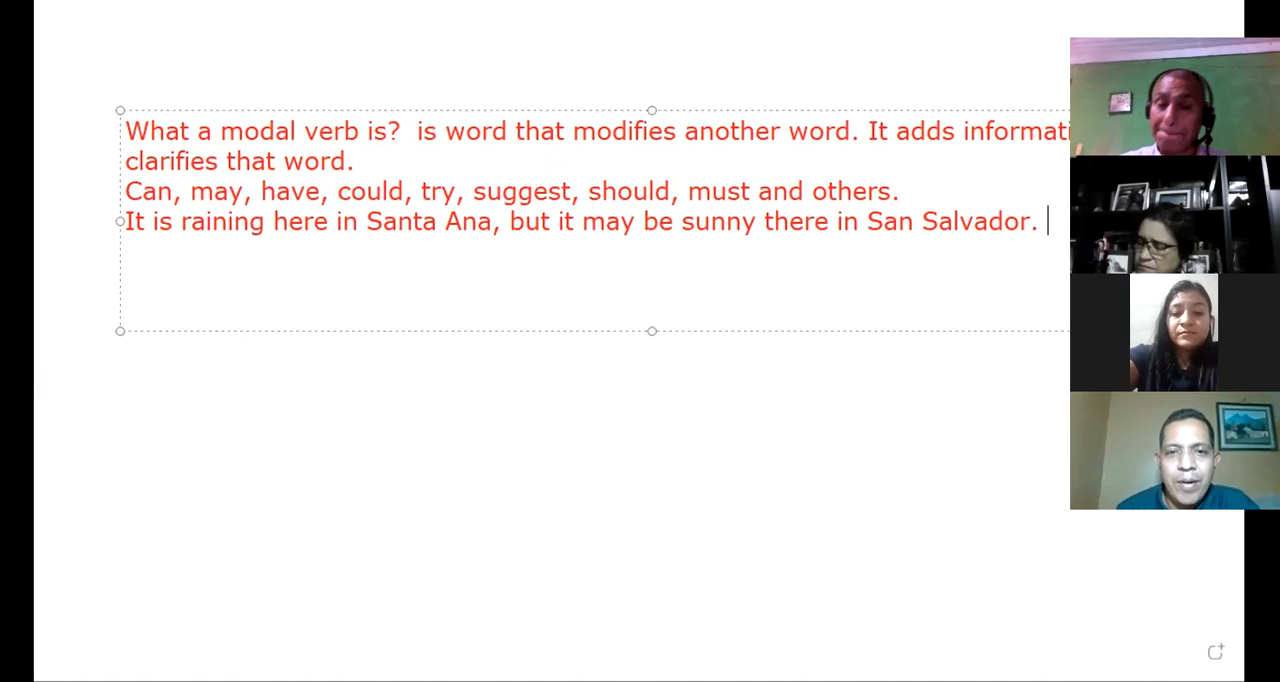 What a modal verb is?  is word that modifies another word. It adds
clarifies that word.
Can, may, have, could, try, suggest, should, must and others.
It is raining here in Santa Ana, but it may be sunny there in San Salvador.